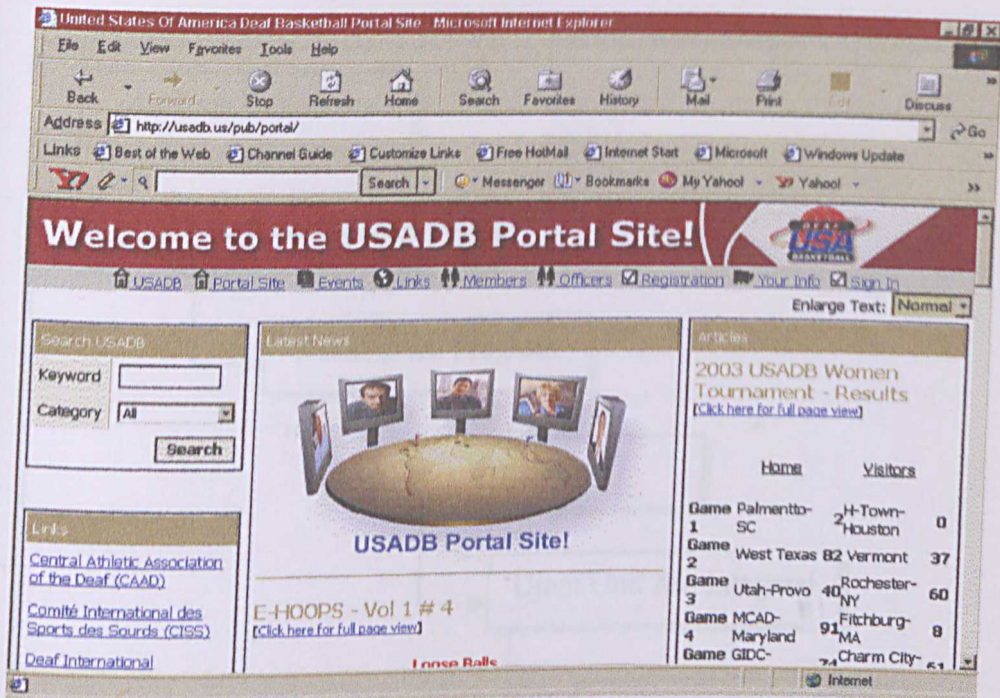 United States Of America Deaf Basketball Portal Site - Microsoft Internet Explorer
File Edit View Favorites Tools Help
Back Forward Stop Refresh Home Search Favorites History Mail Print Edit Discuss
Address http://usadb.us/pub/portal/ Go
Links Best of the Web Channel Guide Customize Links Free HotMail Internet Start Microsoft Windows Update
Y! Search Messenger Bookmarks My Yahoo! Yahoo!
Welcome to the USADB Portal Site!
USA
BASKETBALL
USADB Portal Site Events Links Members Officers Registration Your Info Sign In
Enlarge Text: Normal
Search USADB
Keyword
Category All
Search
Links
Central Athletic Association
of the Deaf (CAAD)
Comité International des
Sports des Sourds (CISS)
Deaf International
Latest News
USADB Portal Site!
E-HOOPS - Vol 1 # 4
[Click here for full page view]
Loose Balls
Articles
2003 USADB Women
Tournament - Results
[Click here for full page view]
Home Visitors
Game 1 Palmentto-SC 2 H-Town-Houston 0
Game 2 West Texas 82 Vermont 37
Game 3 Utah-Provo 40 Rochester-NY 60
Game 4 MCAD-Maryland 91 Fitchburg-MA 8
Game GIDC- 74 Charm City- 61
Internet